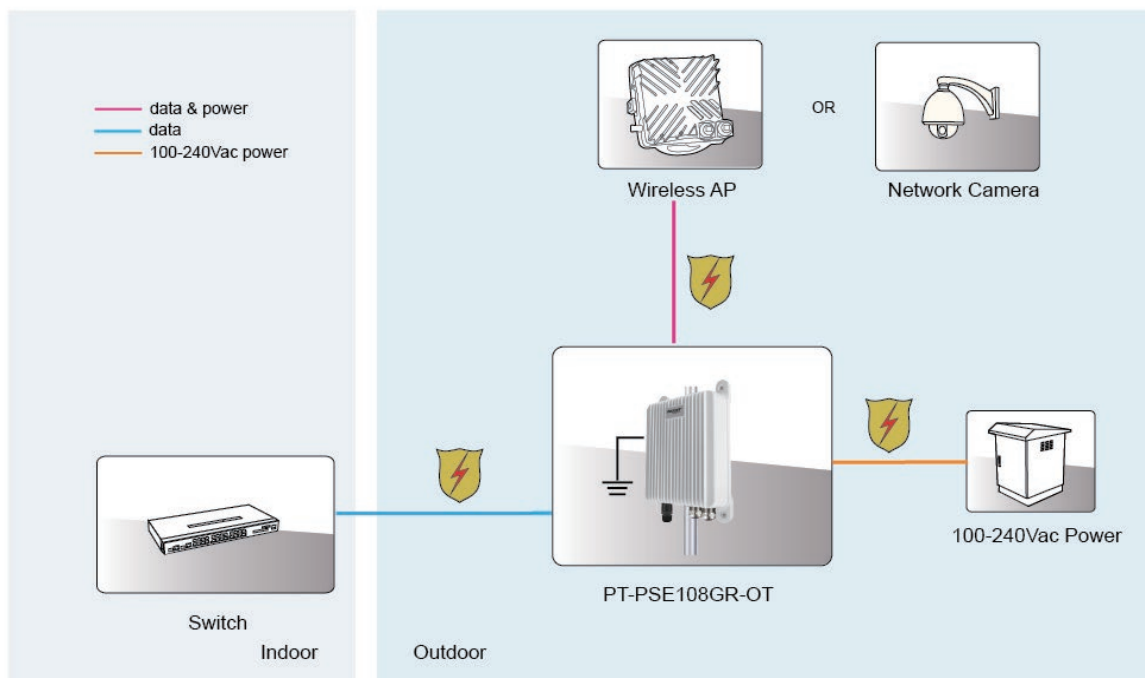 data & power
data
100-240Vac power
Wireless AP
OR
Network Camera
100-240Vac Power
PT-PSE108GR-OT
Switch
Indoor
Outdoor